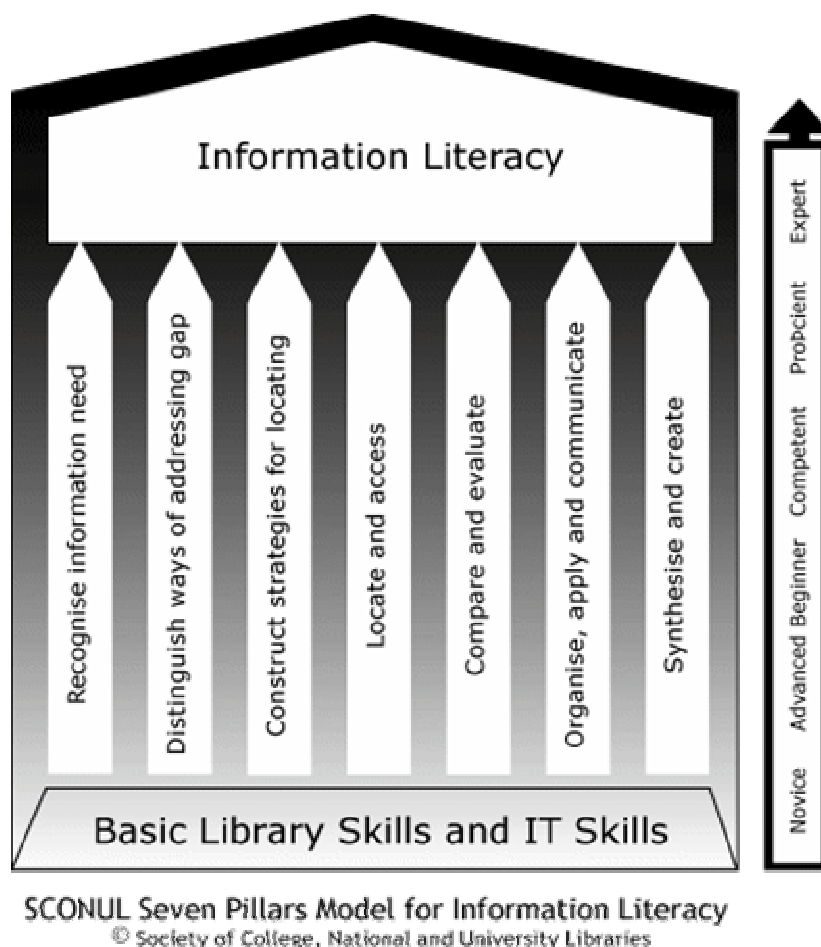 Information Literacy
Recognise information need
Distinguish ways of addressing gap
Construct strategies for locating
Locate and access
Compare and evaluate
Organise, apply and communicate
Synthesise and create
Basic Library Skills and IT Skills
Novice Advanced Beginner Competent ProÞcient Expert
SCONUL Seven Pillars Model for Information Literacy
© Society of College, National and University Libraries